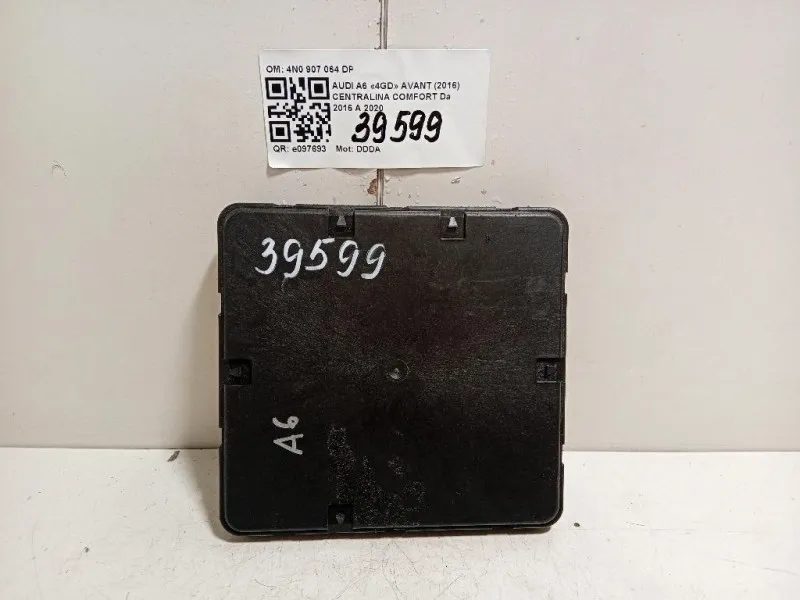 OM: 4N0 907 064 DP
AUDI A6 «4GD» AVANT (2016)
CENTRALINA COMFORT Da
2016 A 2020
39599
QR: e097693 Mot: DDDA
39599
A6